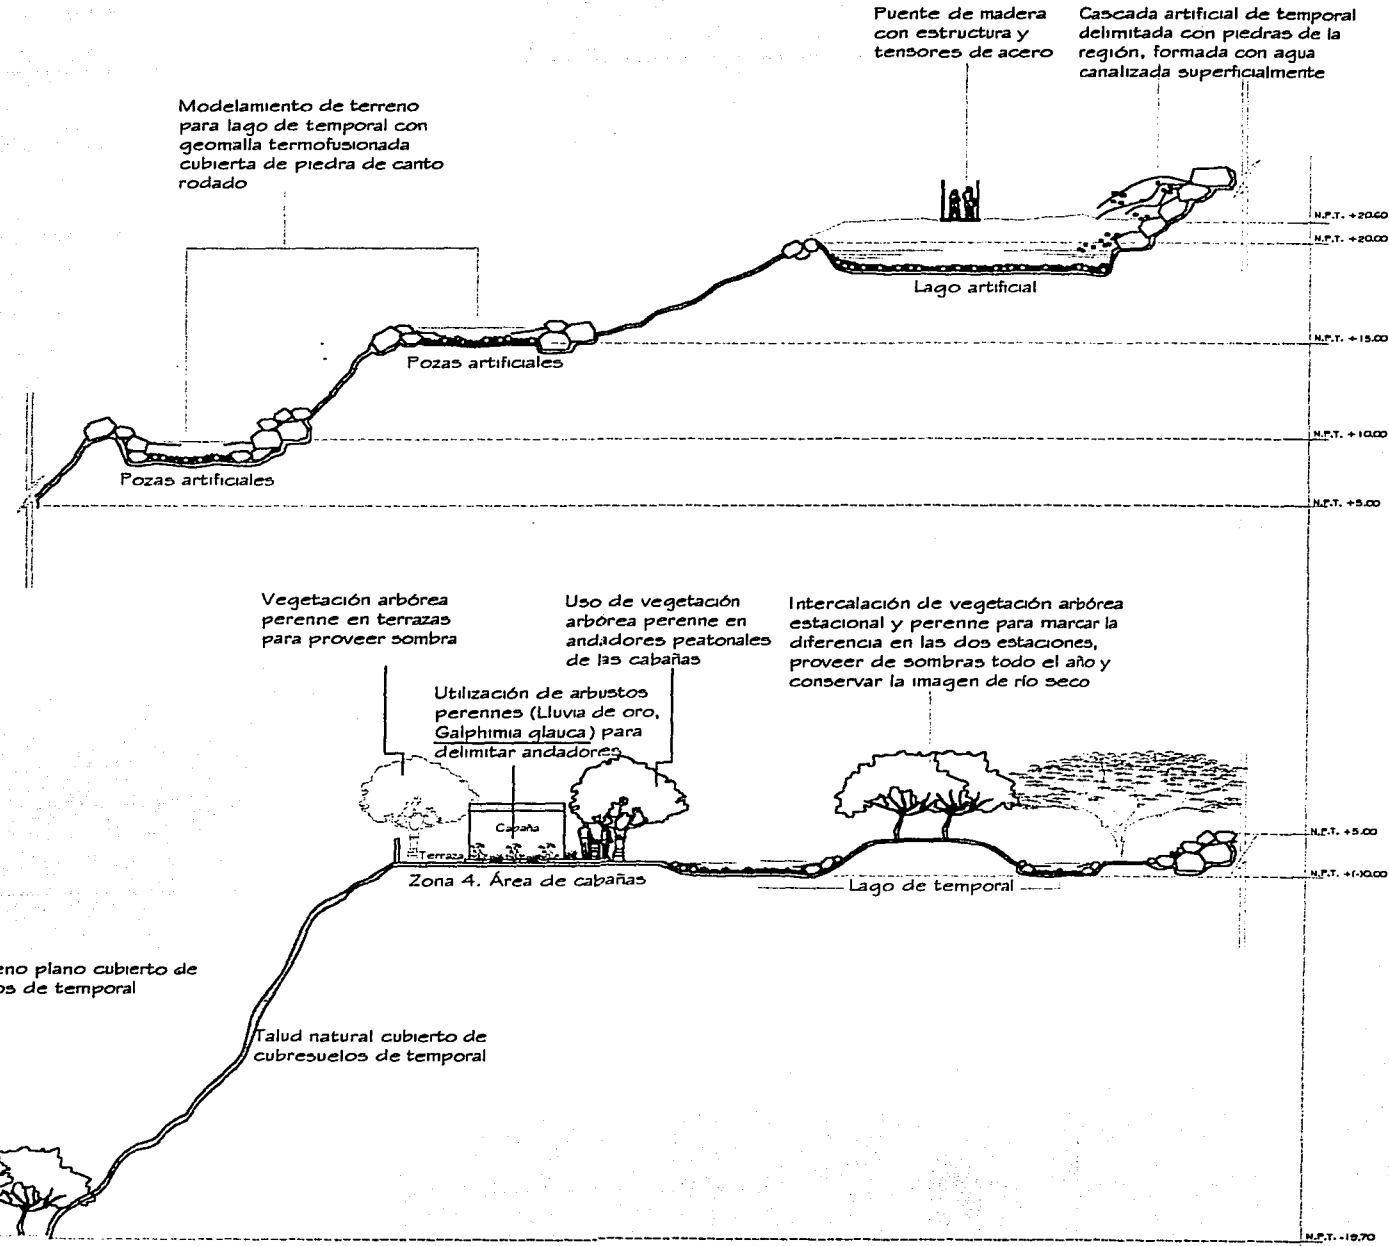 Puente de madera
con estructura y
tensores de acero
Cascada artificial de temporal
delimitada con piedras de la
región, formada con agua
canalizada superficialmente
Modelamiento de terreno
para lago de temporal con
geomalla termofusionada
cubierta de piedra de canto
rodado
N.P.T. +20.60
N.P.T. +20.00
Lago artificial
N.P.T. +15.00
Pozas artificiales
N.P.T. +10.00
Pozas artificiales
N.P.T. +5.00
Vegetación arbórea
perenne en terrazas
para proveer sombra
Uso de vegetación
arbórea perenne en
andadores peatonales
de las cabañas
Intercalación de vegetación arbórea
estacional y perenne para marcar la
diferencia en las dos estaciones,
proveer de sombras todo el año y
conservar la imagen de río seco
Utilización de arbustos
perennes (Lluvia de oro,
Galphimia glauca) para
delimitar andadores
Cabaña
Terraza
N.P.T. +5.00
Zona 4. Área de cabañas
Lago de temporal
N.P.T. +(-)0.00
eno plano cubierto de
os de temporal
Talud natural cubierto de
cubresuelos de temporal
N.P.T. -19.70